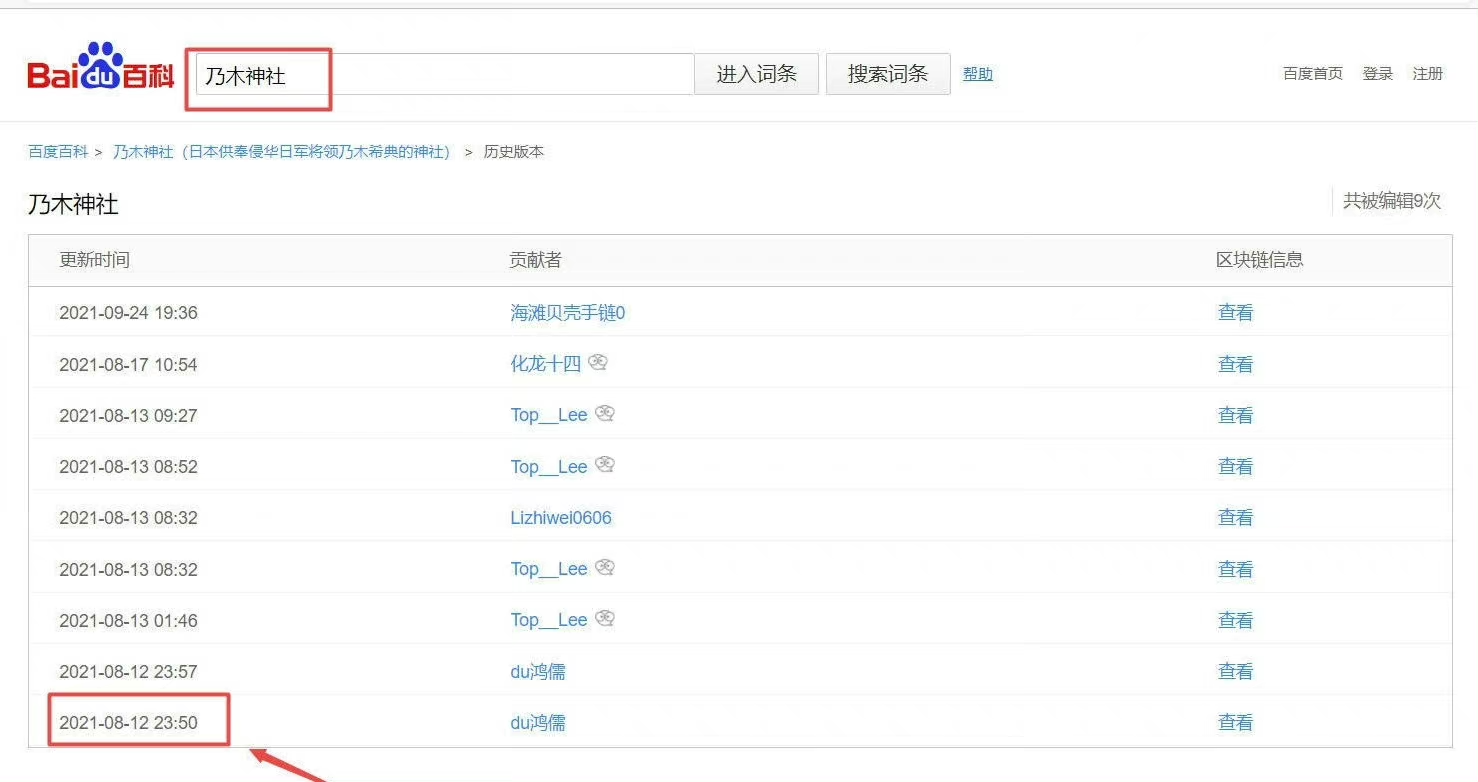 Baidu百科 乃木神社 进入词条 搜索词条 帮助 百度首页 登录 注册
百度百科 > 乃木神社（日本供奉侵华日军将领乃木希典的神社） > 历史版本
乃木神社 共被编辑9次
更新时间 贡献者 区块链信息
2021-09-24 19:36 海滩贝壳手链0 查看
2021-08-17 10:54 化龙十四 查看
2021-08-13 09:27 Top__Lee 查看
2021-08-13 08:52 Top__Lee 查看
2021-08-13 08:32 Lizhiwei0606 查看
2021-08-13 08:32 Top__Lee 查看
2021-08-13 01:46 Top__Lee 查看
2021-08-12 23:57 du鸿儒 查看
2021-08-12 23:50 du鸿儒 查看